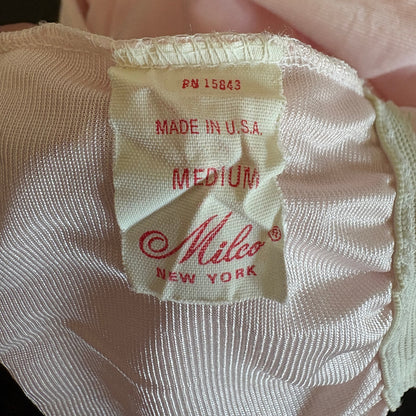 RN 15843
MADE IN U.S.A.
MEDIUM
Milco®
NEW YORK